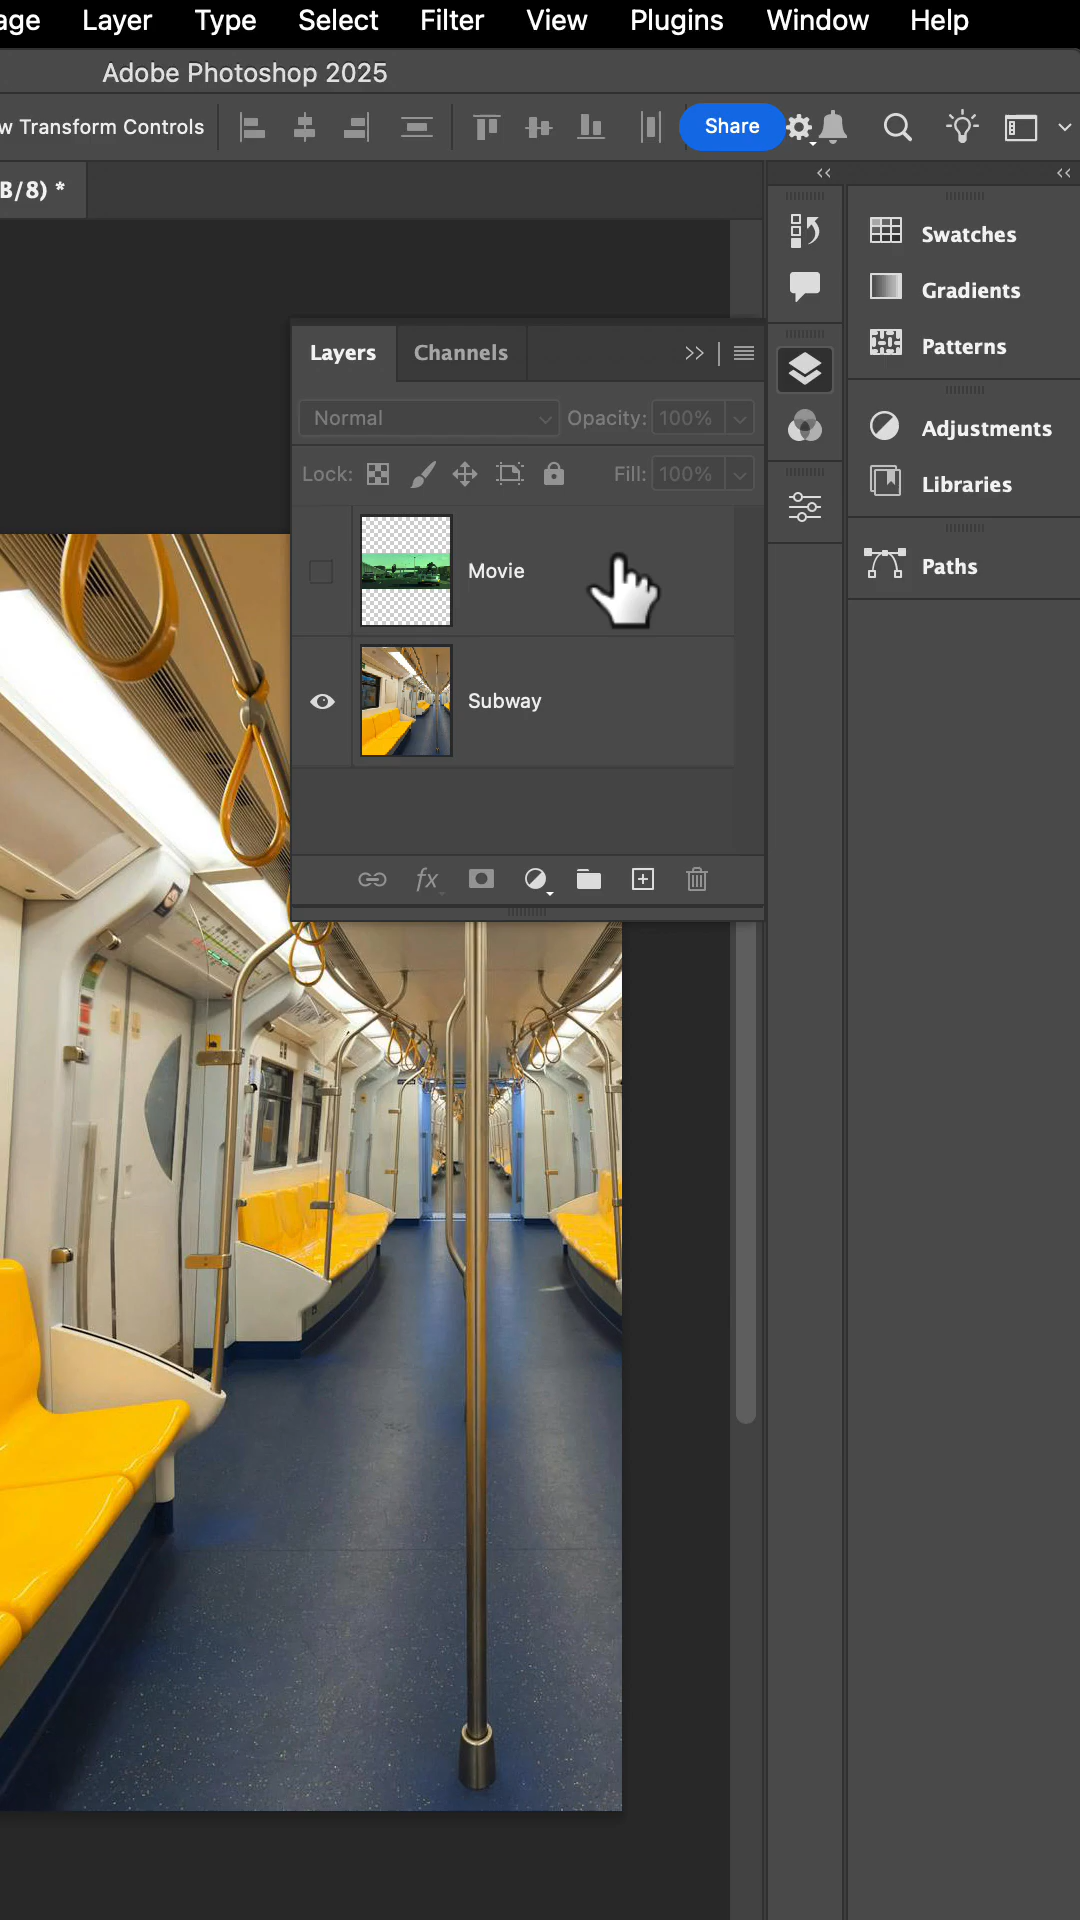 age Layer Type Select Filter View Plugins Window Help
Adobe Photoshop 2025
w Transform Controls Share
B/8) *
Swatches
Gradients
Patterns
Adjustments
Libraries
Paths
Layers Channels
Normal Opacity: 100%
Lock: Fill: 100%
Movie
Subway
fx